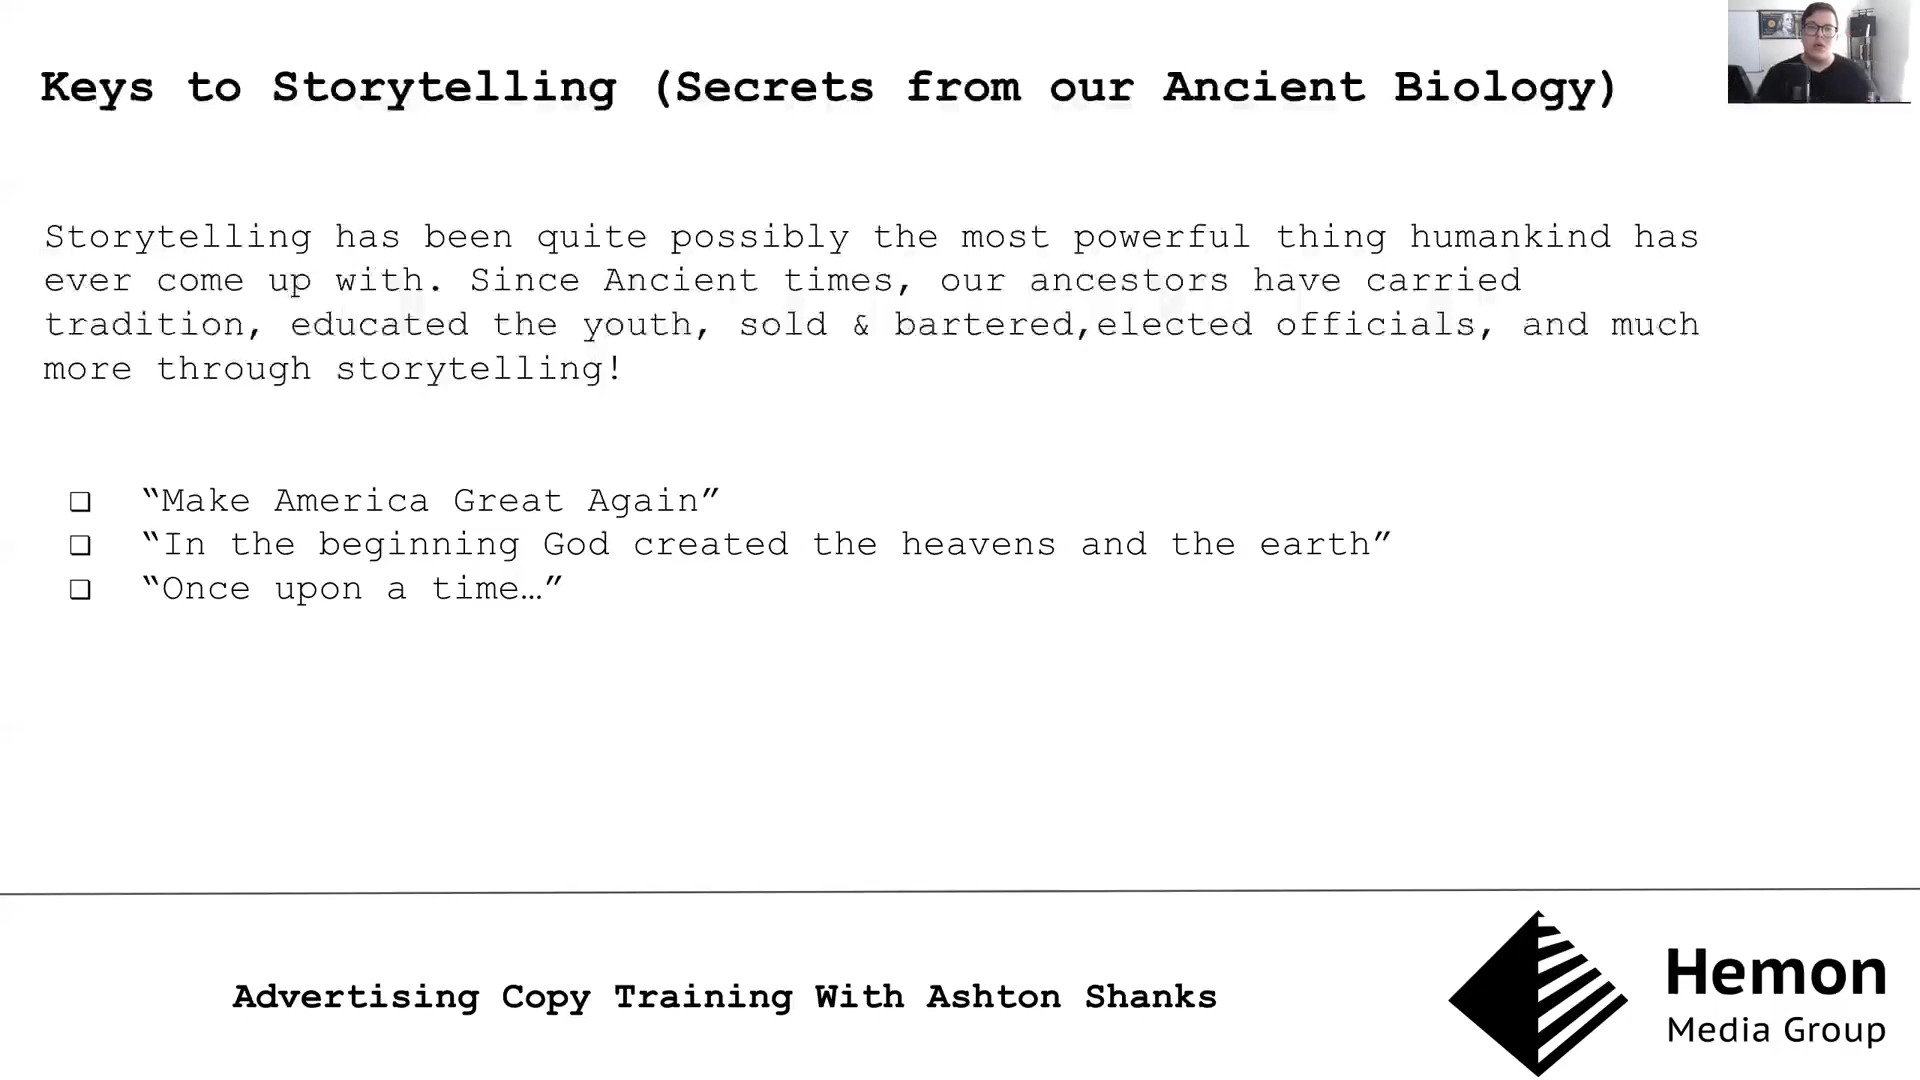 Keys to Storytelling (Secrets from our Ancient Biology)
Storytelling has been quite possibly the most powerful thing humankind has
ever come up with. Since Ancient times, our ancestors have carried
tradition, educated the youth, sold & bartered,elected officials, and much
more through storytelling!
❏ “Make America Great Again”
❏ “In the beginning God created the heavens and the earth”
❏ “Once upon a time…”
Advertising Copy Training With Ashton Shanks
Hemon
Media Group